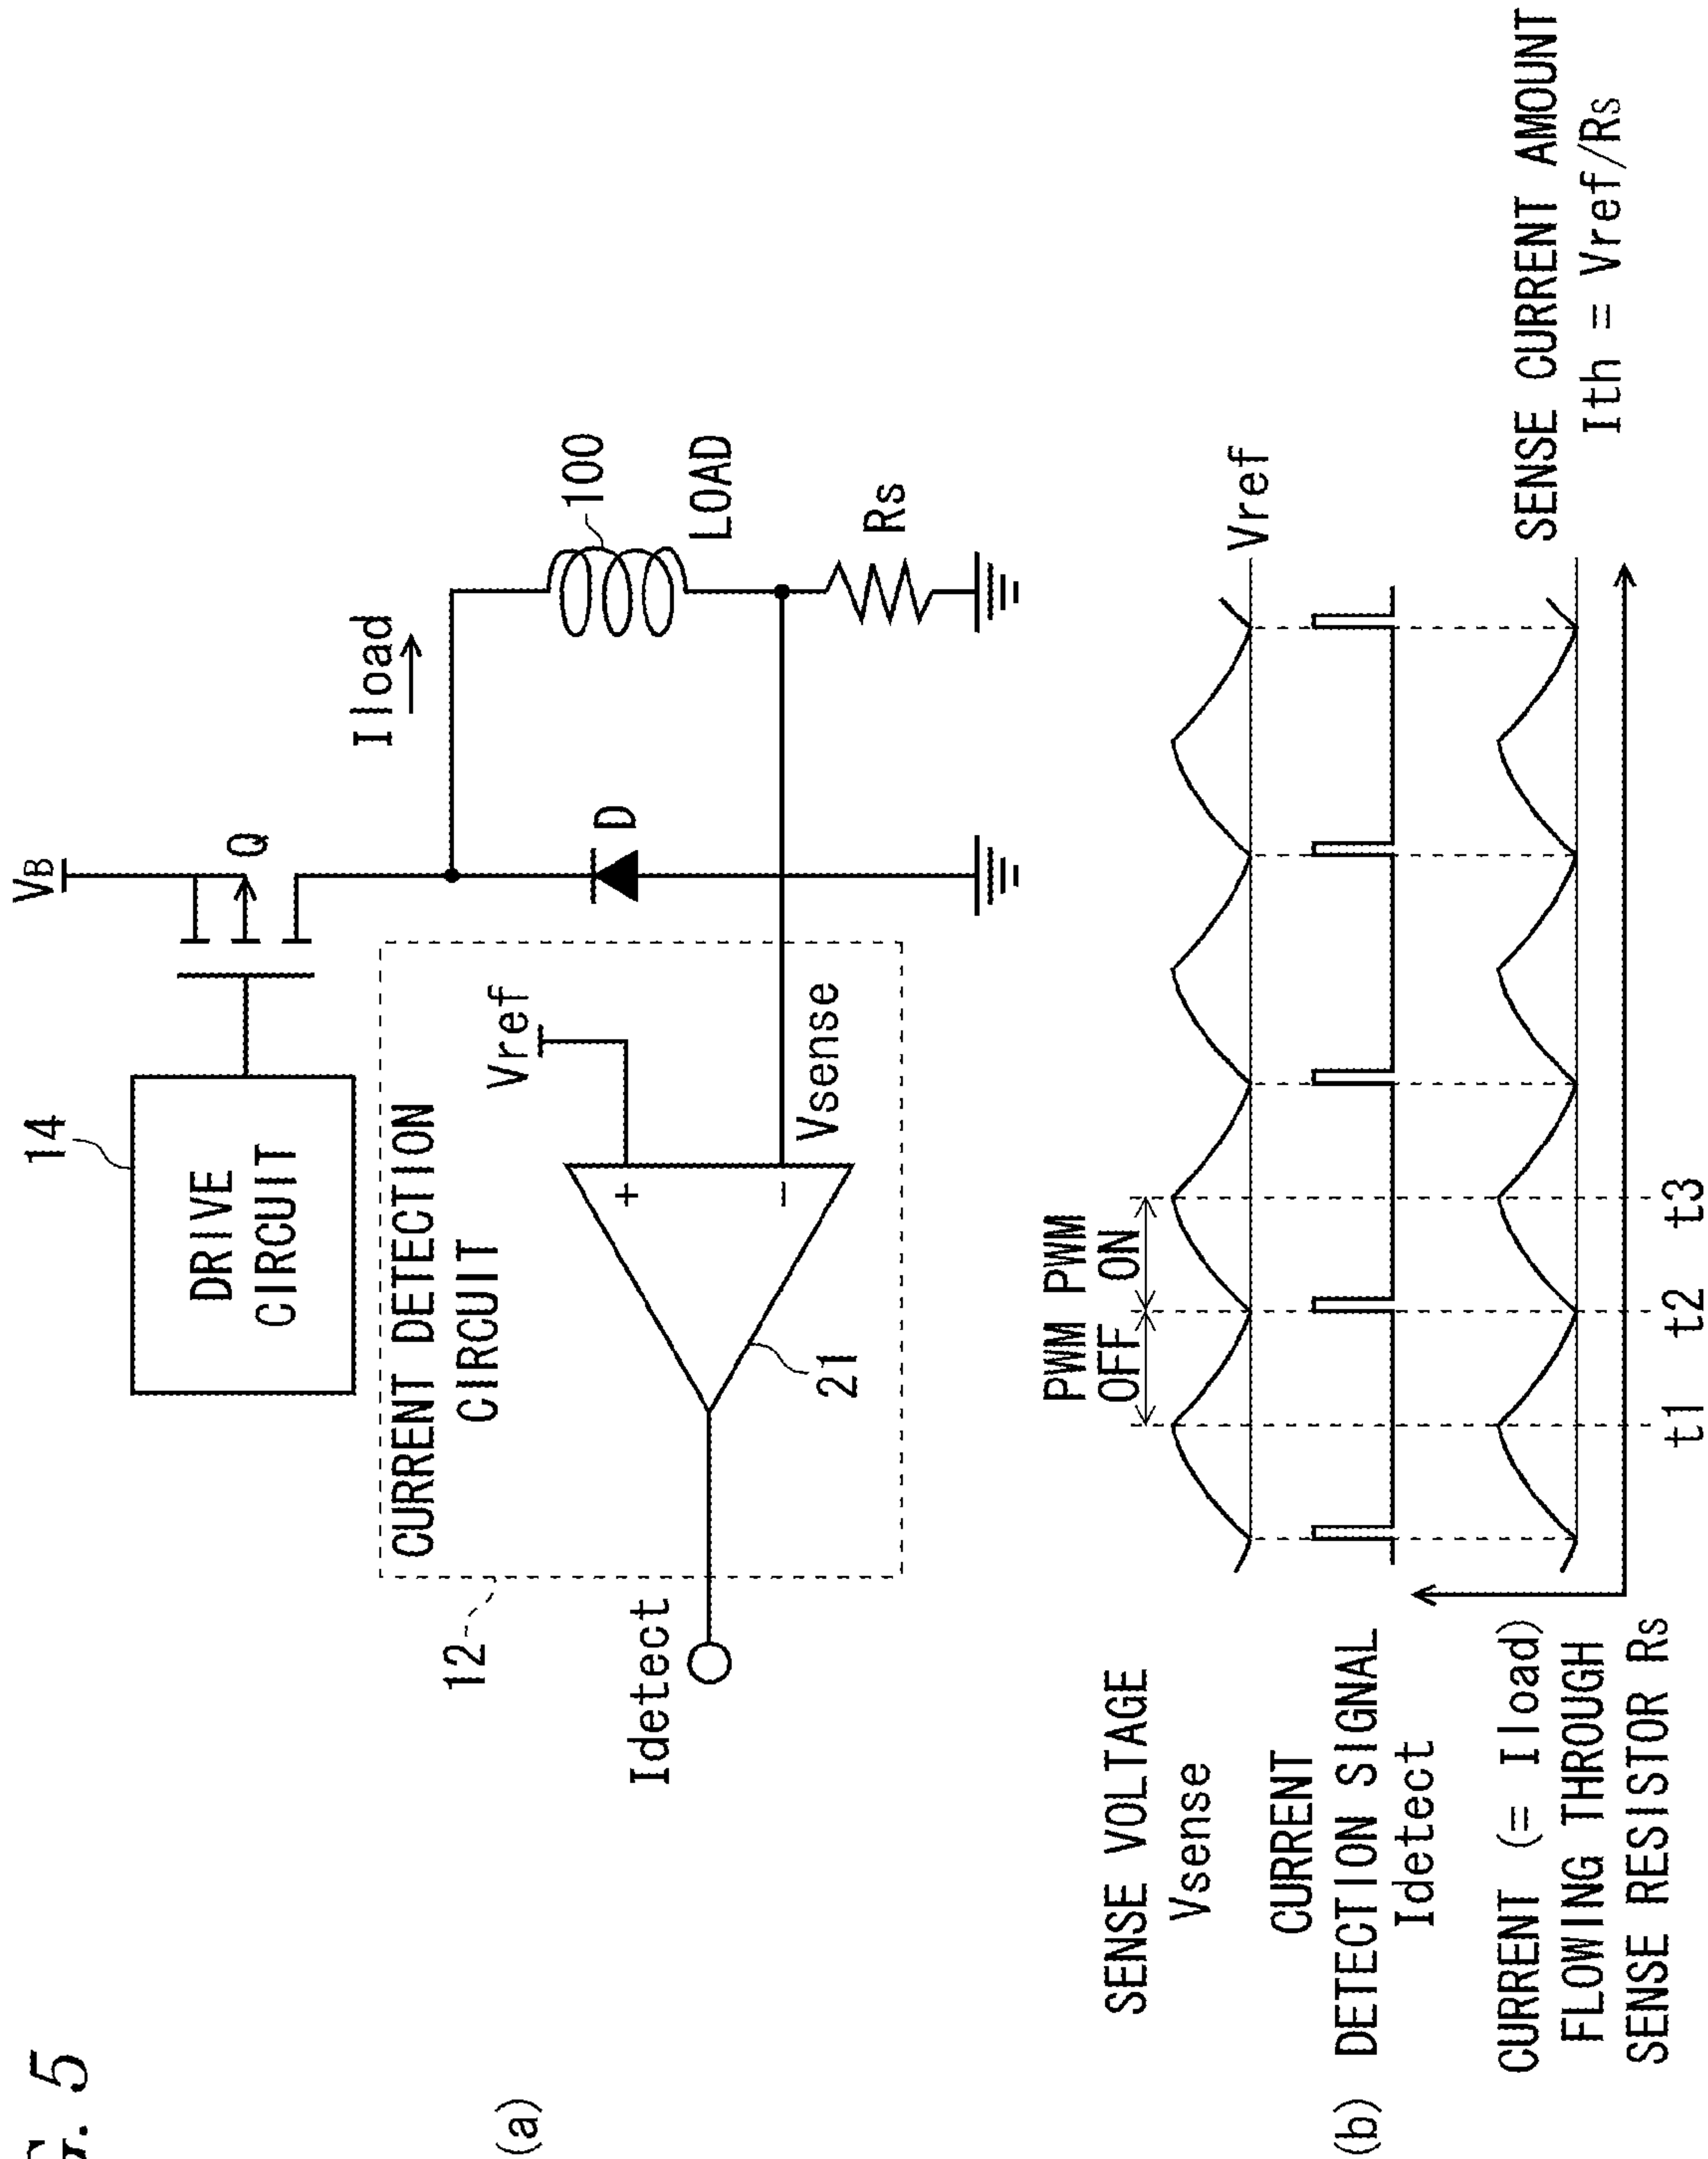 G. 5
(a)
14
DRIVE
CIRCUIT
VB
Q
Iload
12
CURRENT DETECTION
CIRCUIT
Vref
D
100
LOAD
Idetect
+
−
21
Vsense
Rs
(b)
PWM
OFF
PWM
ON
SENSE VOLTAGE
Vsense
Vref
CURRENT
DETECTION SIGNAL
Idetect
CURRENT (= Iload)
FLOWING THROUGH
SENSE RESISTOR Rs
SENSE CURRENT AMOUNT
Ith = Vref/Rs
t1
t2
t3